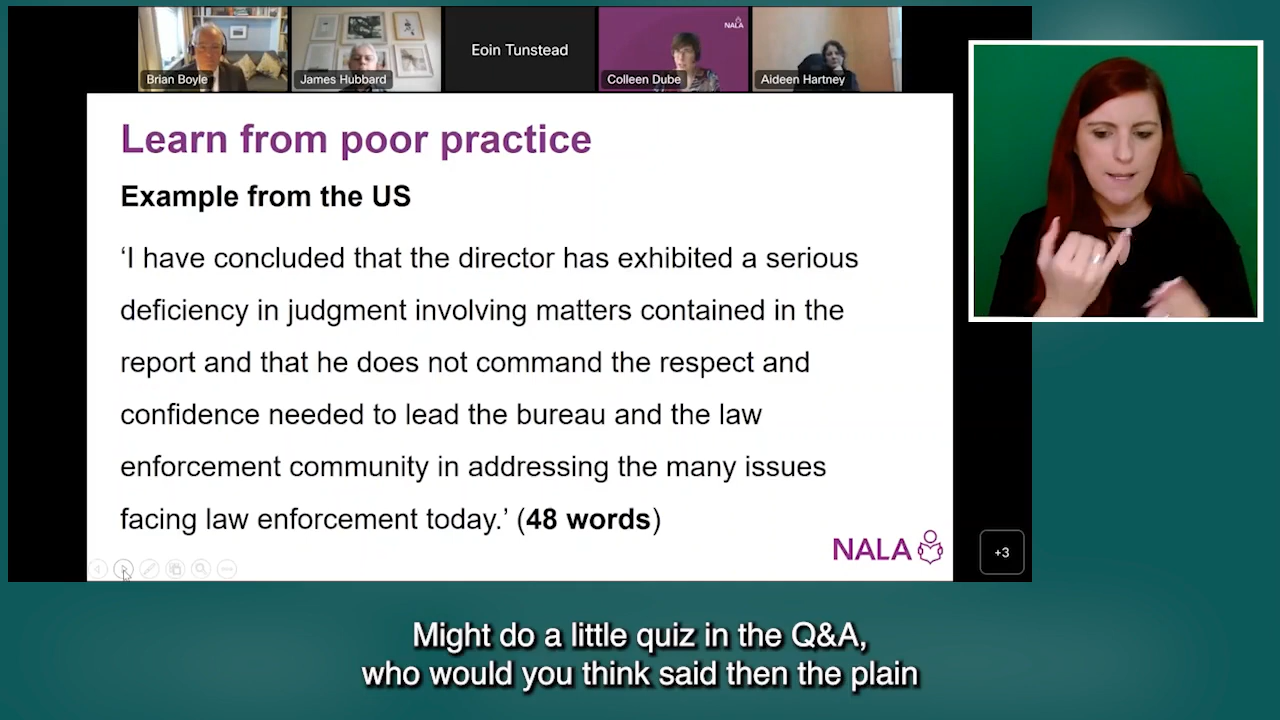 Brian Boyle
James Hubbard
Eoin Tunstead
Colleen Dube
NALA
Aideen Hartney
Learn from poor practice
Example from the US
‘I have concluded that the director has exhibited a serious
deficiency in judgment involving matters contained in the
report and that he does not command the respect and
confidence needed to lead the bureau and the law
enforcement community in addressing the many issues
facing law enforcement today.’ (48 words)
NALA
+3
Might do a little quiz in the Q&A,
who would you think said then the plain